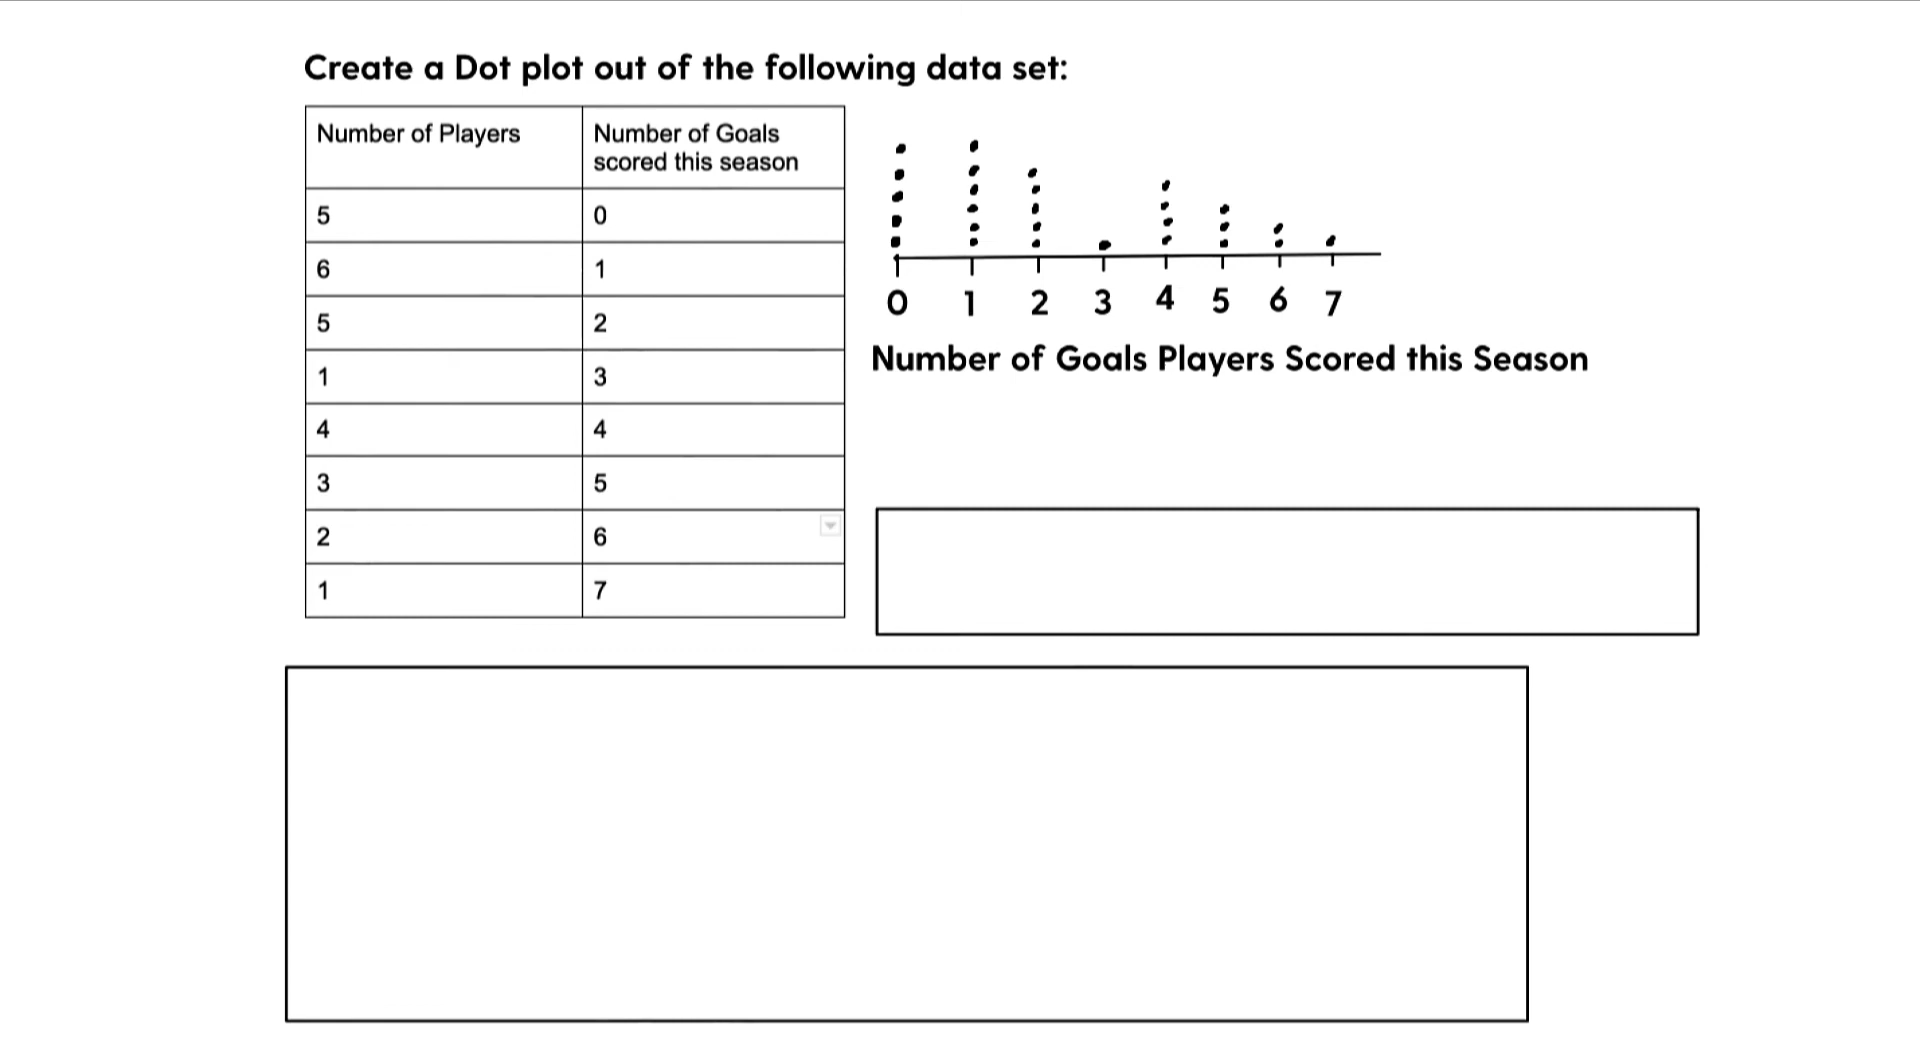 Create a Dot plot out of the following data set:
Number of Players Number of Goals
scored this season
5 0
6 1
5 2
1 3
4 4
3 5
2 6
1 7
0 1 2 3 4 5 6 7
Number of Goals Players Scored this Season